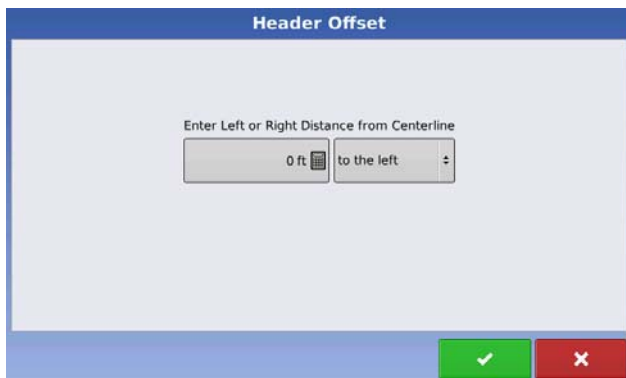 Header Offset
Enter Left or Right Distance from Centerline
0 ft to the left